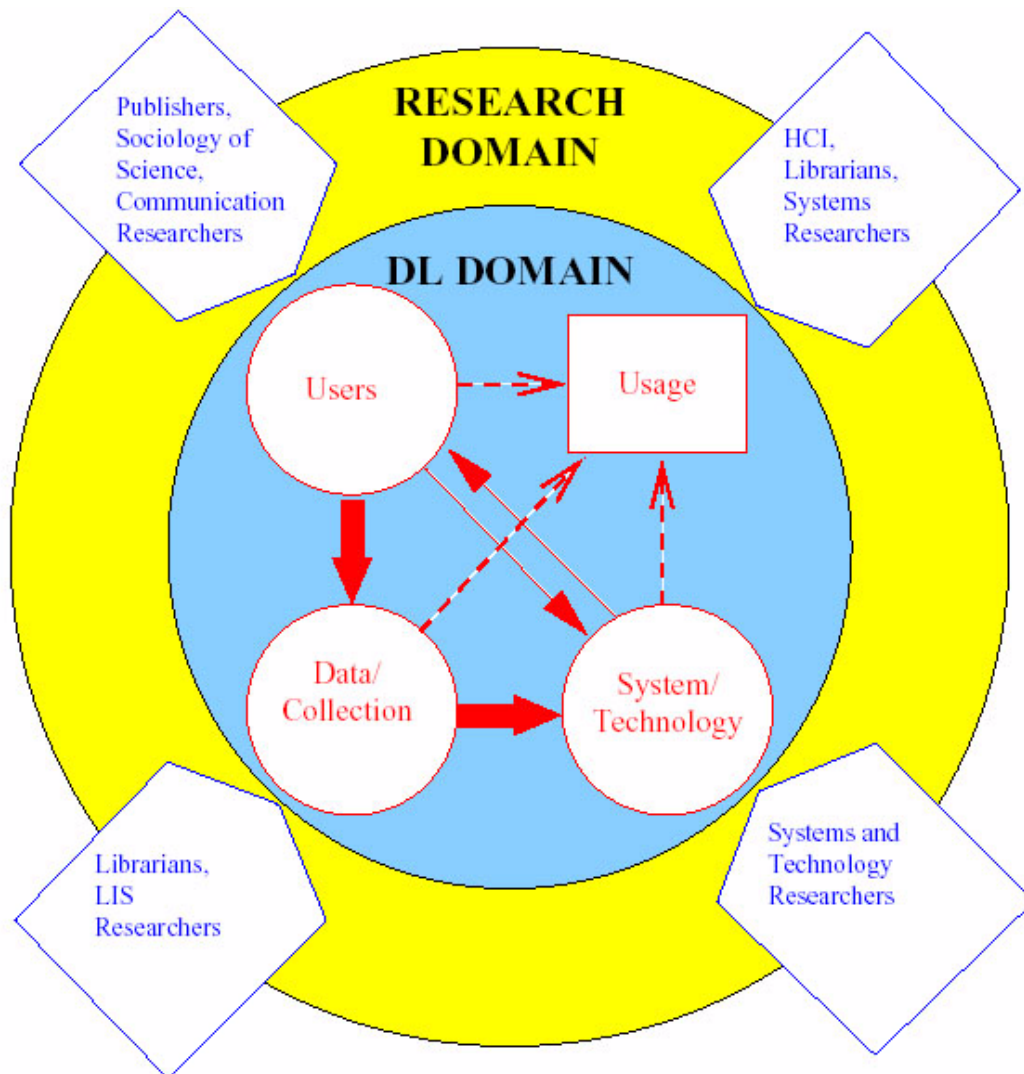 RESEARCH
DOMAIN
Publishers,
Sociology of
Science,
Communication
Researchers
HCI,
Librarians,
Systems
Researchers
DL DOMAIN
Users
Usage
Data/
Collection
System/
Technology
Librarians,
LIS
Researchers
Systems and
Technology
Researchers